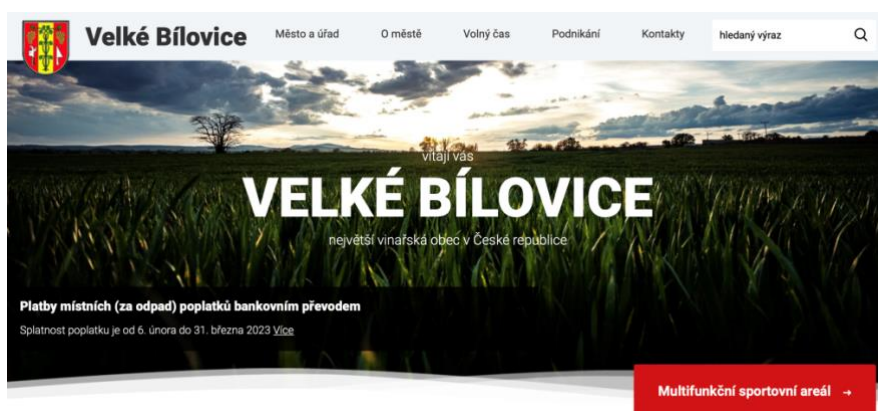 Velké Bílovice
Město a úřad
O městě
Volný čas
Podnikání
Kontakty
hledaný výraz
vítají vás
VELKÉ BÍLOVICE
největší vinařská obec v České republice
Platby místních (za odpad) poplatků bankovním převodem
Splatnost poplatku je od 6. února do 31. března 2023 Více
Multifunkční sportovní areál →